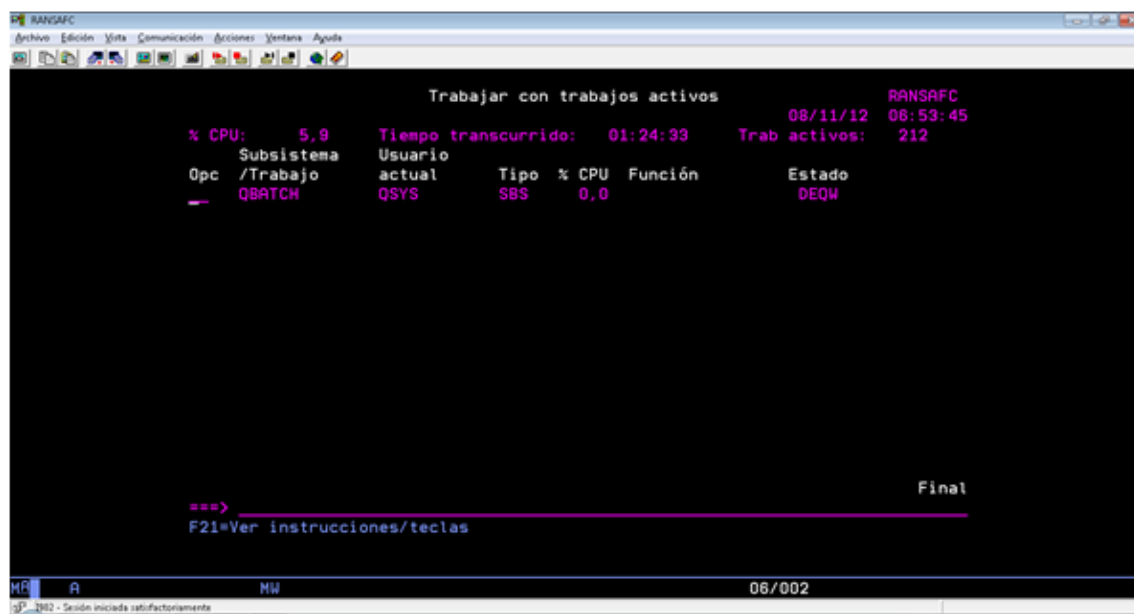 RANSAFC
Archivo Edición Vista Comunicación Acciones Ventana Ayuda
Trabajar con trabajos activos RANSAFC
08/11/12 06:53:45
% CPU: 5,9 Tiempo transcurrido: 01:24:33 Trab activos: 212
Subsistema Usuario
Opc /Trabajo actual Tipo % CPU Función Estado
QBATCH QSYS SBS 0,0 DEQW
Final
===>
F21=Ver instrucciones/teclas
MA A MW 06/002
I902 - Sesión iniciada satisfactoriamente